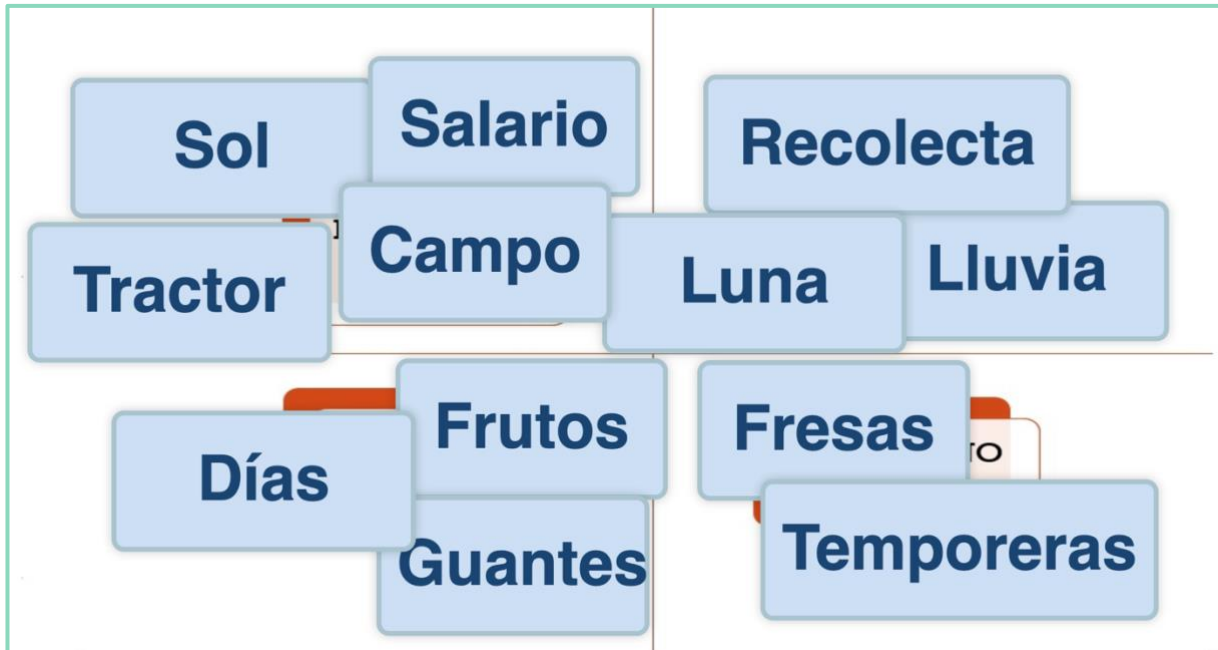 Sol
Salario
Recolecta
Tractor
Campo
Luna
Lluvia
Días
Frutos
Fresas
Guantes
Temporeras